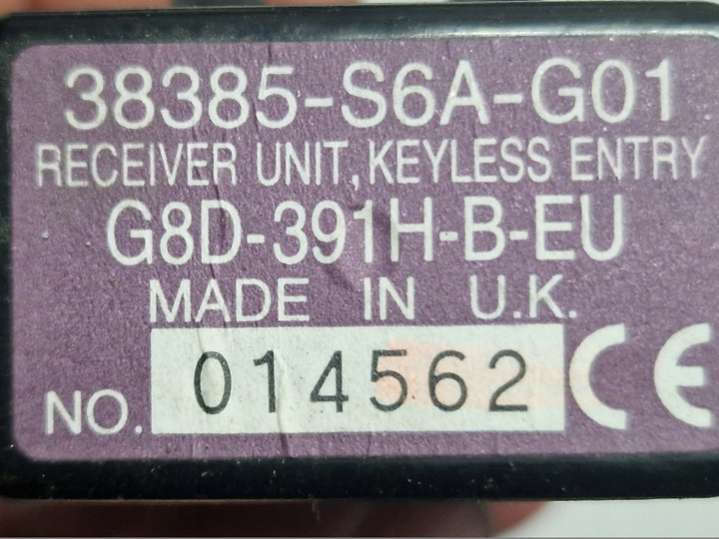 38385-S6A-G01
RECEIVER UNIT, KEYLESS ENTRY
G8D-391H-B-EU
MADE IN U.K.
NO. 014562 CE